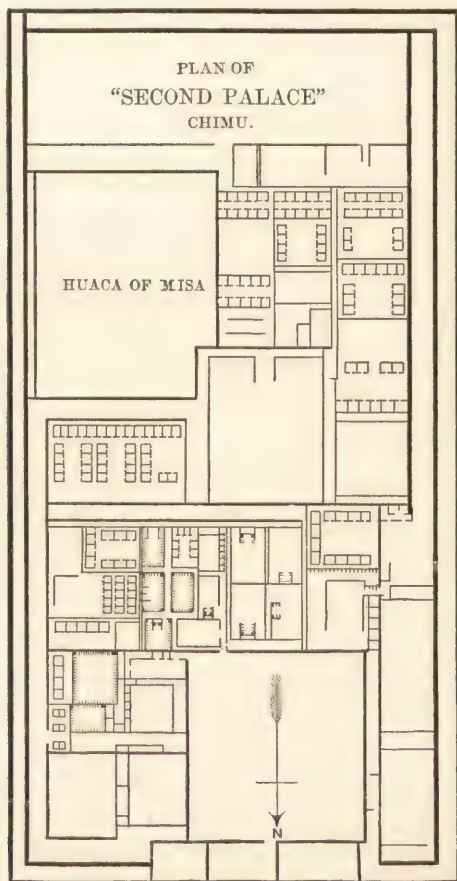 PLAN OF
"SECOND PALACE"
CHIMU.
HUACA OF MISA
N